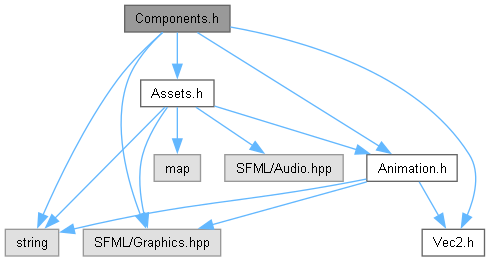 Components.h
Assets.h
map
SFML/Audio.hpp
Animation.h
string
SFML/Graphics.hpp
Vec2.h